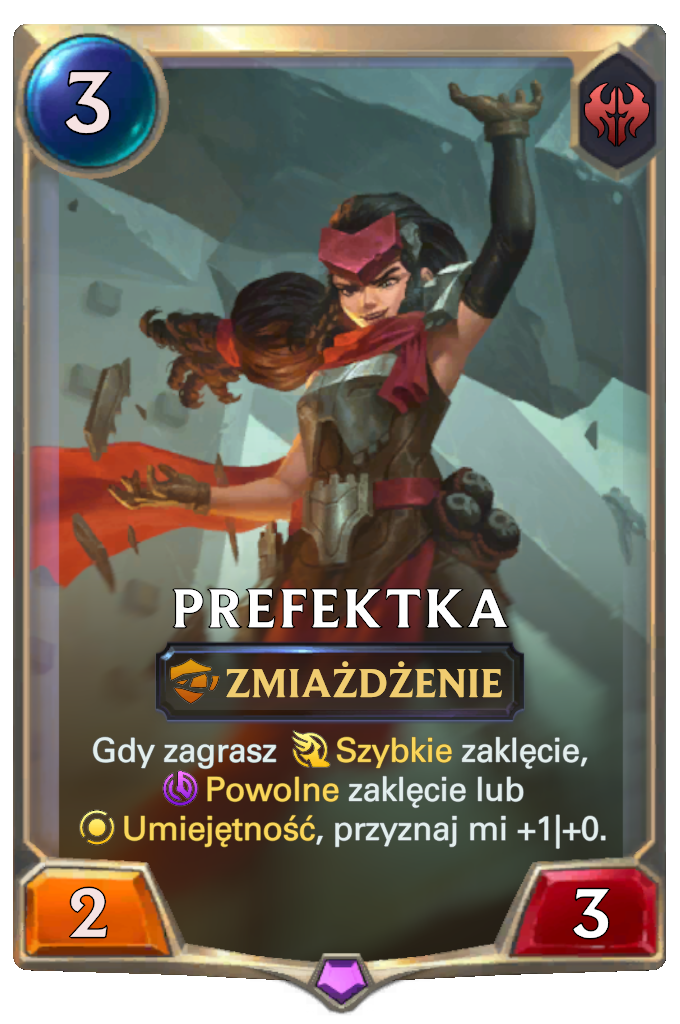 3
PREFEKTKA
ZMIAŻDŻENIE
Gdy zagrasz Szybkie zaklęcie,
Powolne zaklęcie lub
Umiejętność, przyznaj mi +1|+0.
2
3